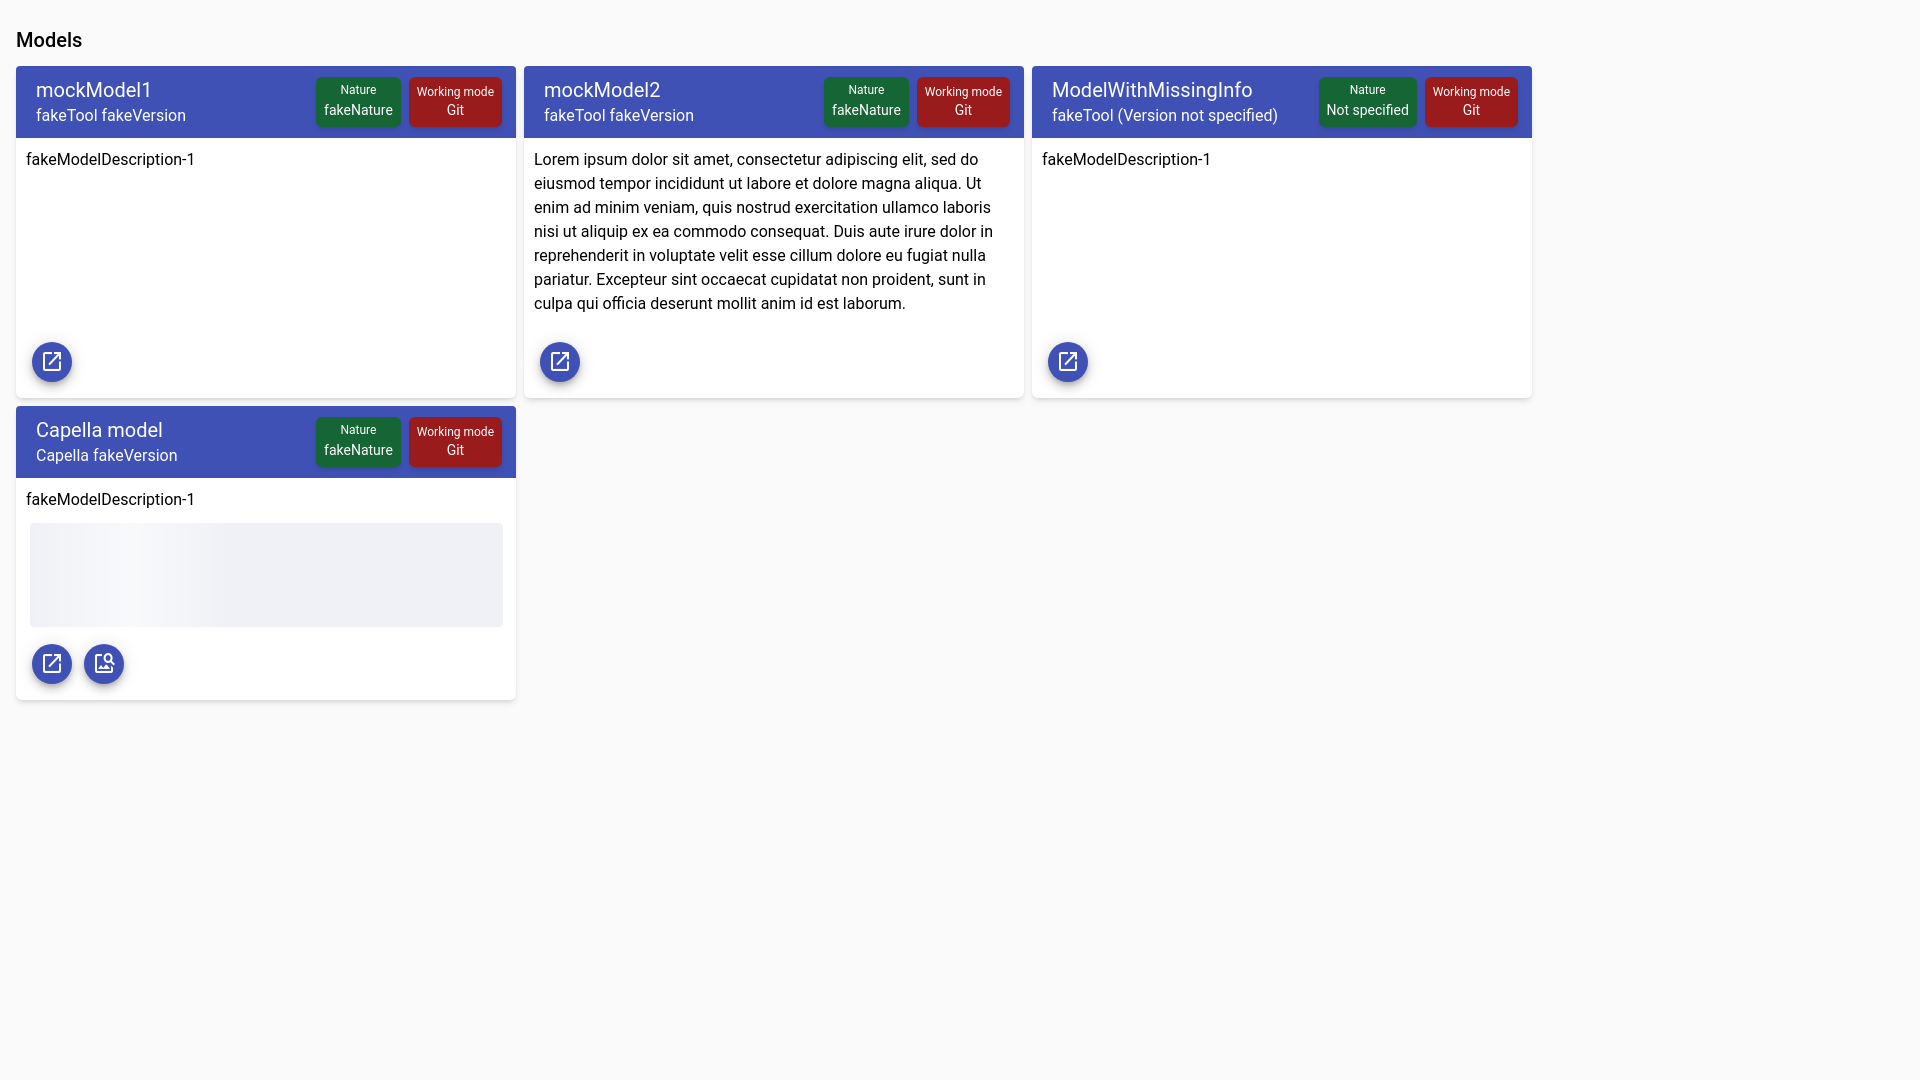 Models
mockModel1
fakeTool fakeVersion
Nature
fakeNature
Working mode
Git
fakeModelDescription-1
mockModel2
fakeTool fakeVersion
Nature
fakeNature
Working mode
Git
Lorem ipsum dolor sit amet, consectetur adipiscing elit, sed do
eiusmod tempor incididunt ut labore et dolore magna aliqua. Ut
enim ad minim veniam, quis nostrud exercitation ullamco laboris
nisi ut aliquip ex ea commodo consequat. Duis aute irure dolor in
reprehenderit in voluptate velit esse cillum dolore eu fugiat nulla
pariatur. Excepteur sint occaecat cupidatat non proident, sunt in
culpa qui officia deserunt mollit anim id est laborum.
ModelWithMissingInfo
fakeTool (Version not specified)
Nature
Not specified
Working mode
Git
fakeModelDescription-1
Capella model
Capella fakeVersion
Nature
fakeNature
Working mode
Git
fakeModelDescription-1